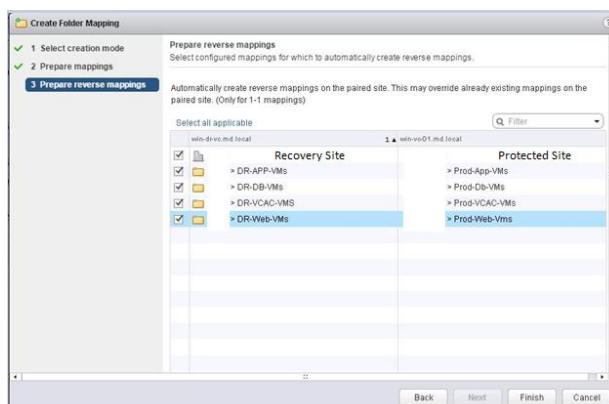 Create Folder Mapping
1 Select creation mode
2 Prepare mappings
3 Prepare reverse mappings
Prepare reverse mappings
Select configured mappings for which to automatically create reverse mappings.
Automatically create reverse mappings on the paired site. This may override already existing mappings on the
paired site. (Only for 1-1 mappings)
Select all applicable
Filter
win-dr-vc.md.local 1 win-vc-01.md.local
Recovery Site Protected Site
> DR-APP-VMs > Prod-App-VMs
> DR-DB-VMs > Prod-Db-VMs
> DR-VCAC-VMS > Prod-VCAC-VMs
> DR-Web-VMs > Prod-Web-Vms
Back Next Finish Cancel